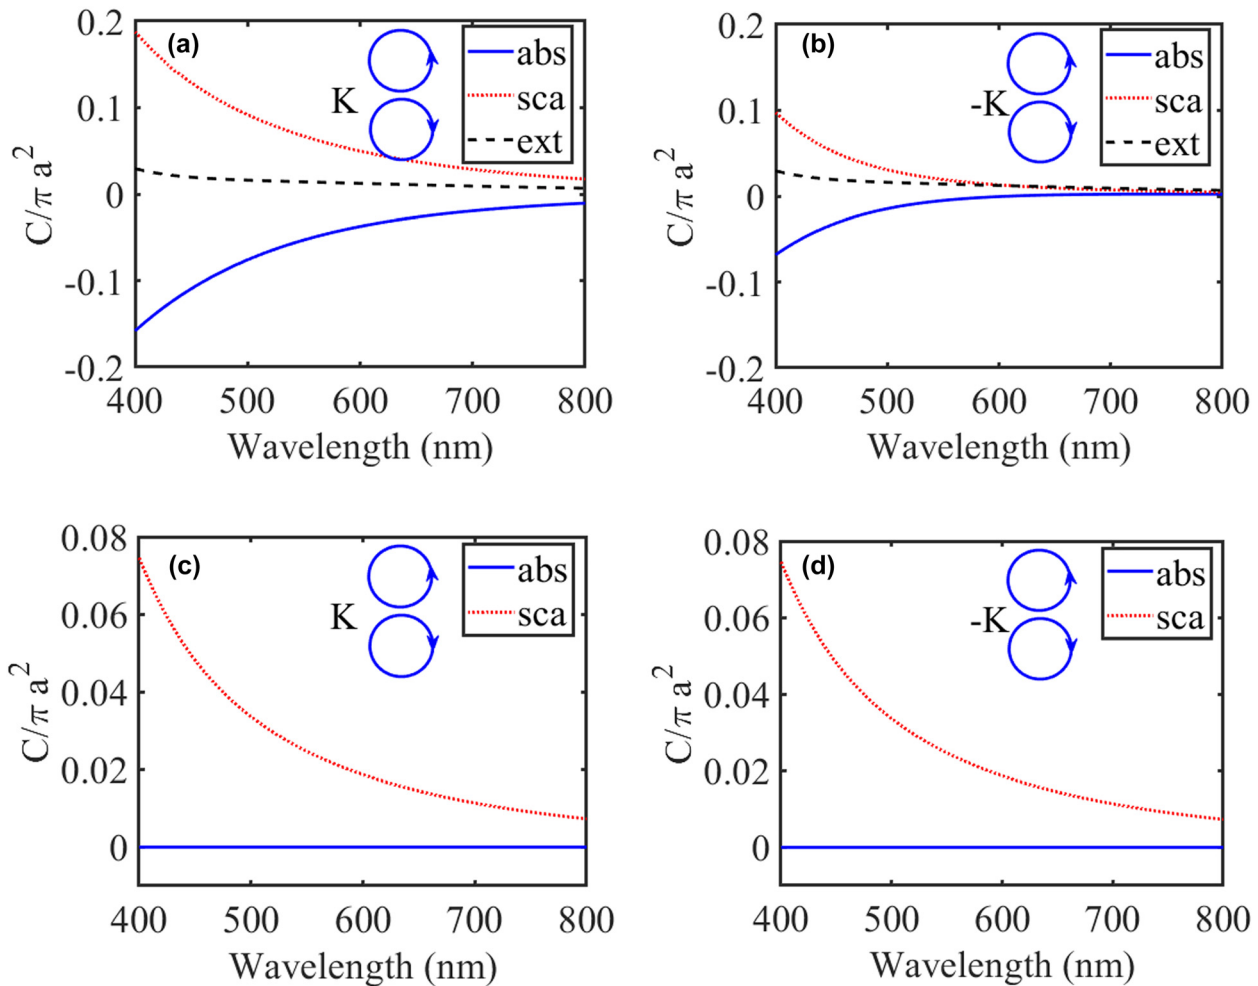 (a)
K
abs
sca
ext
0.2
0.1
0
-0.1
-0.2
C/π a²
400 500 600 700 800
Wavelength (nm)
(b)
-K
abs
sca
ext
0.2
0.1
0
-0.1
-0.2
C/π a²
400 500 600 700 800
Wavelength (nm)
(c)
K
abs
sca
0.08
0.06
0.04
0.02
0
C/π a²
400 500 600 700 800
Wavelength (nm)
(d)
-K
abs
sca
0.08
0.06
0.04
0.02
0
C/π a²
400 500 600 700 800
Wavelength (nm)